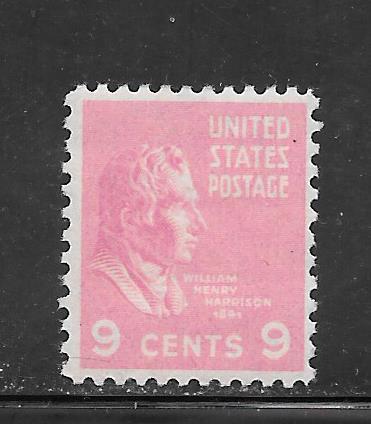 UNITED
STATES
POSTAGE
WILLIAM
HENRY
HARRISON
1841
9 CENTS 9